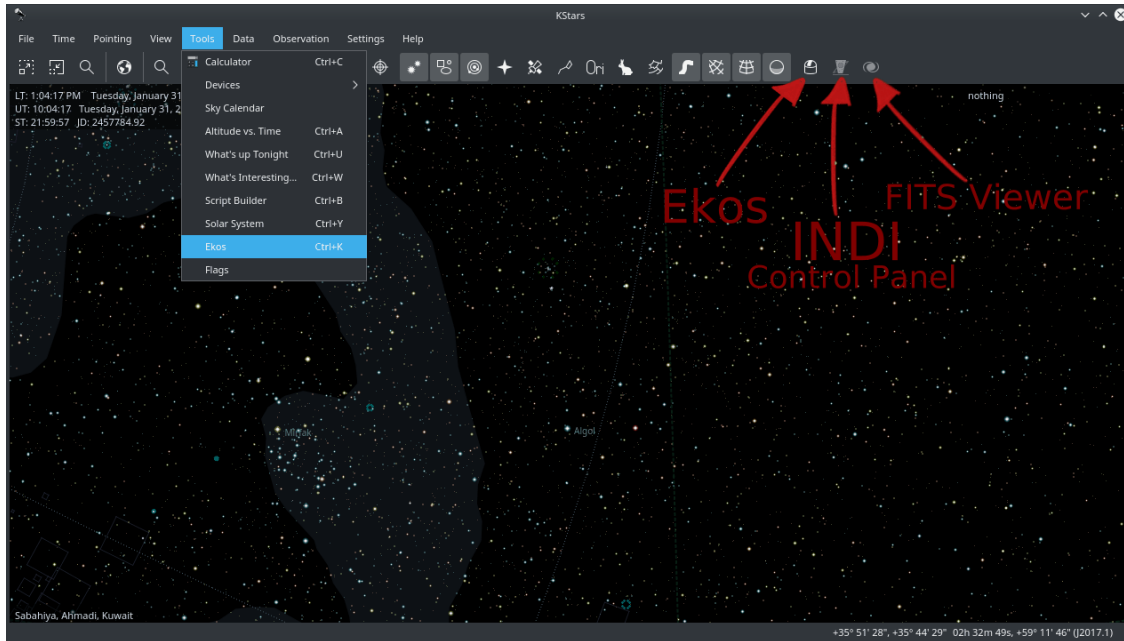 KStars
File Time Pointing View Tools Data Observation Settings Help
Ori
Calculator Ctrl+C
Devices
Sky Calendar
Altitude vs. Time Ctrl+A
What's up Tonight Ctrl+U
What's Interesting... Ctrl+W
Script Builder Ctrl+B
Solar System Ctrl+Y
Ekos Ctrl+K
Flags
LT: 1:04:17 PM Tuesday, January 31
UT: 10:04:17 Tuesday, January 31, 2
ST: 21:59:57 JD: 2457784.92
nothing
Ekos
INDI
Control Panel
FITS Viewer
Mirfak
Algol
Sabahiya, Ahmadi, Kuwait
+35° 51' 28", +35° 44' 29" 02h 32m 49s, +59° 11' 46" (J2017.1)